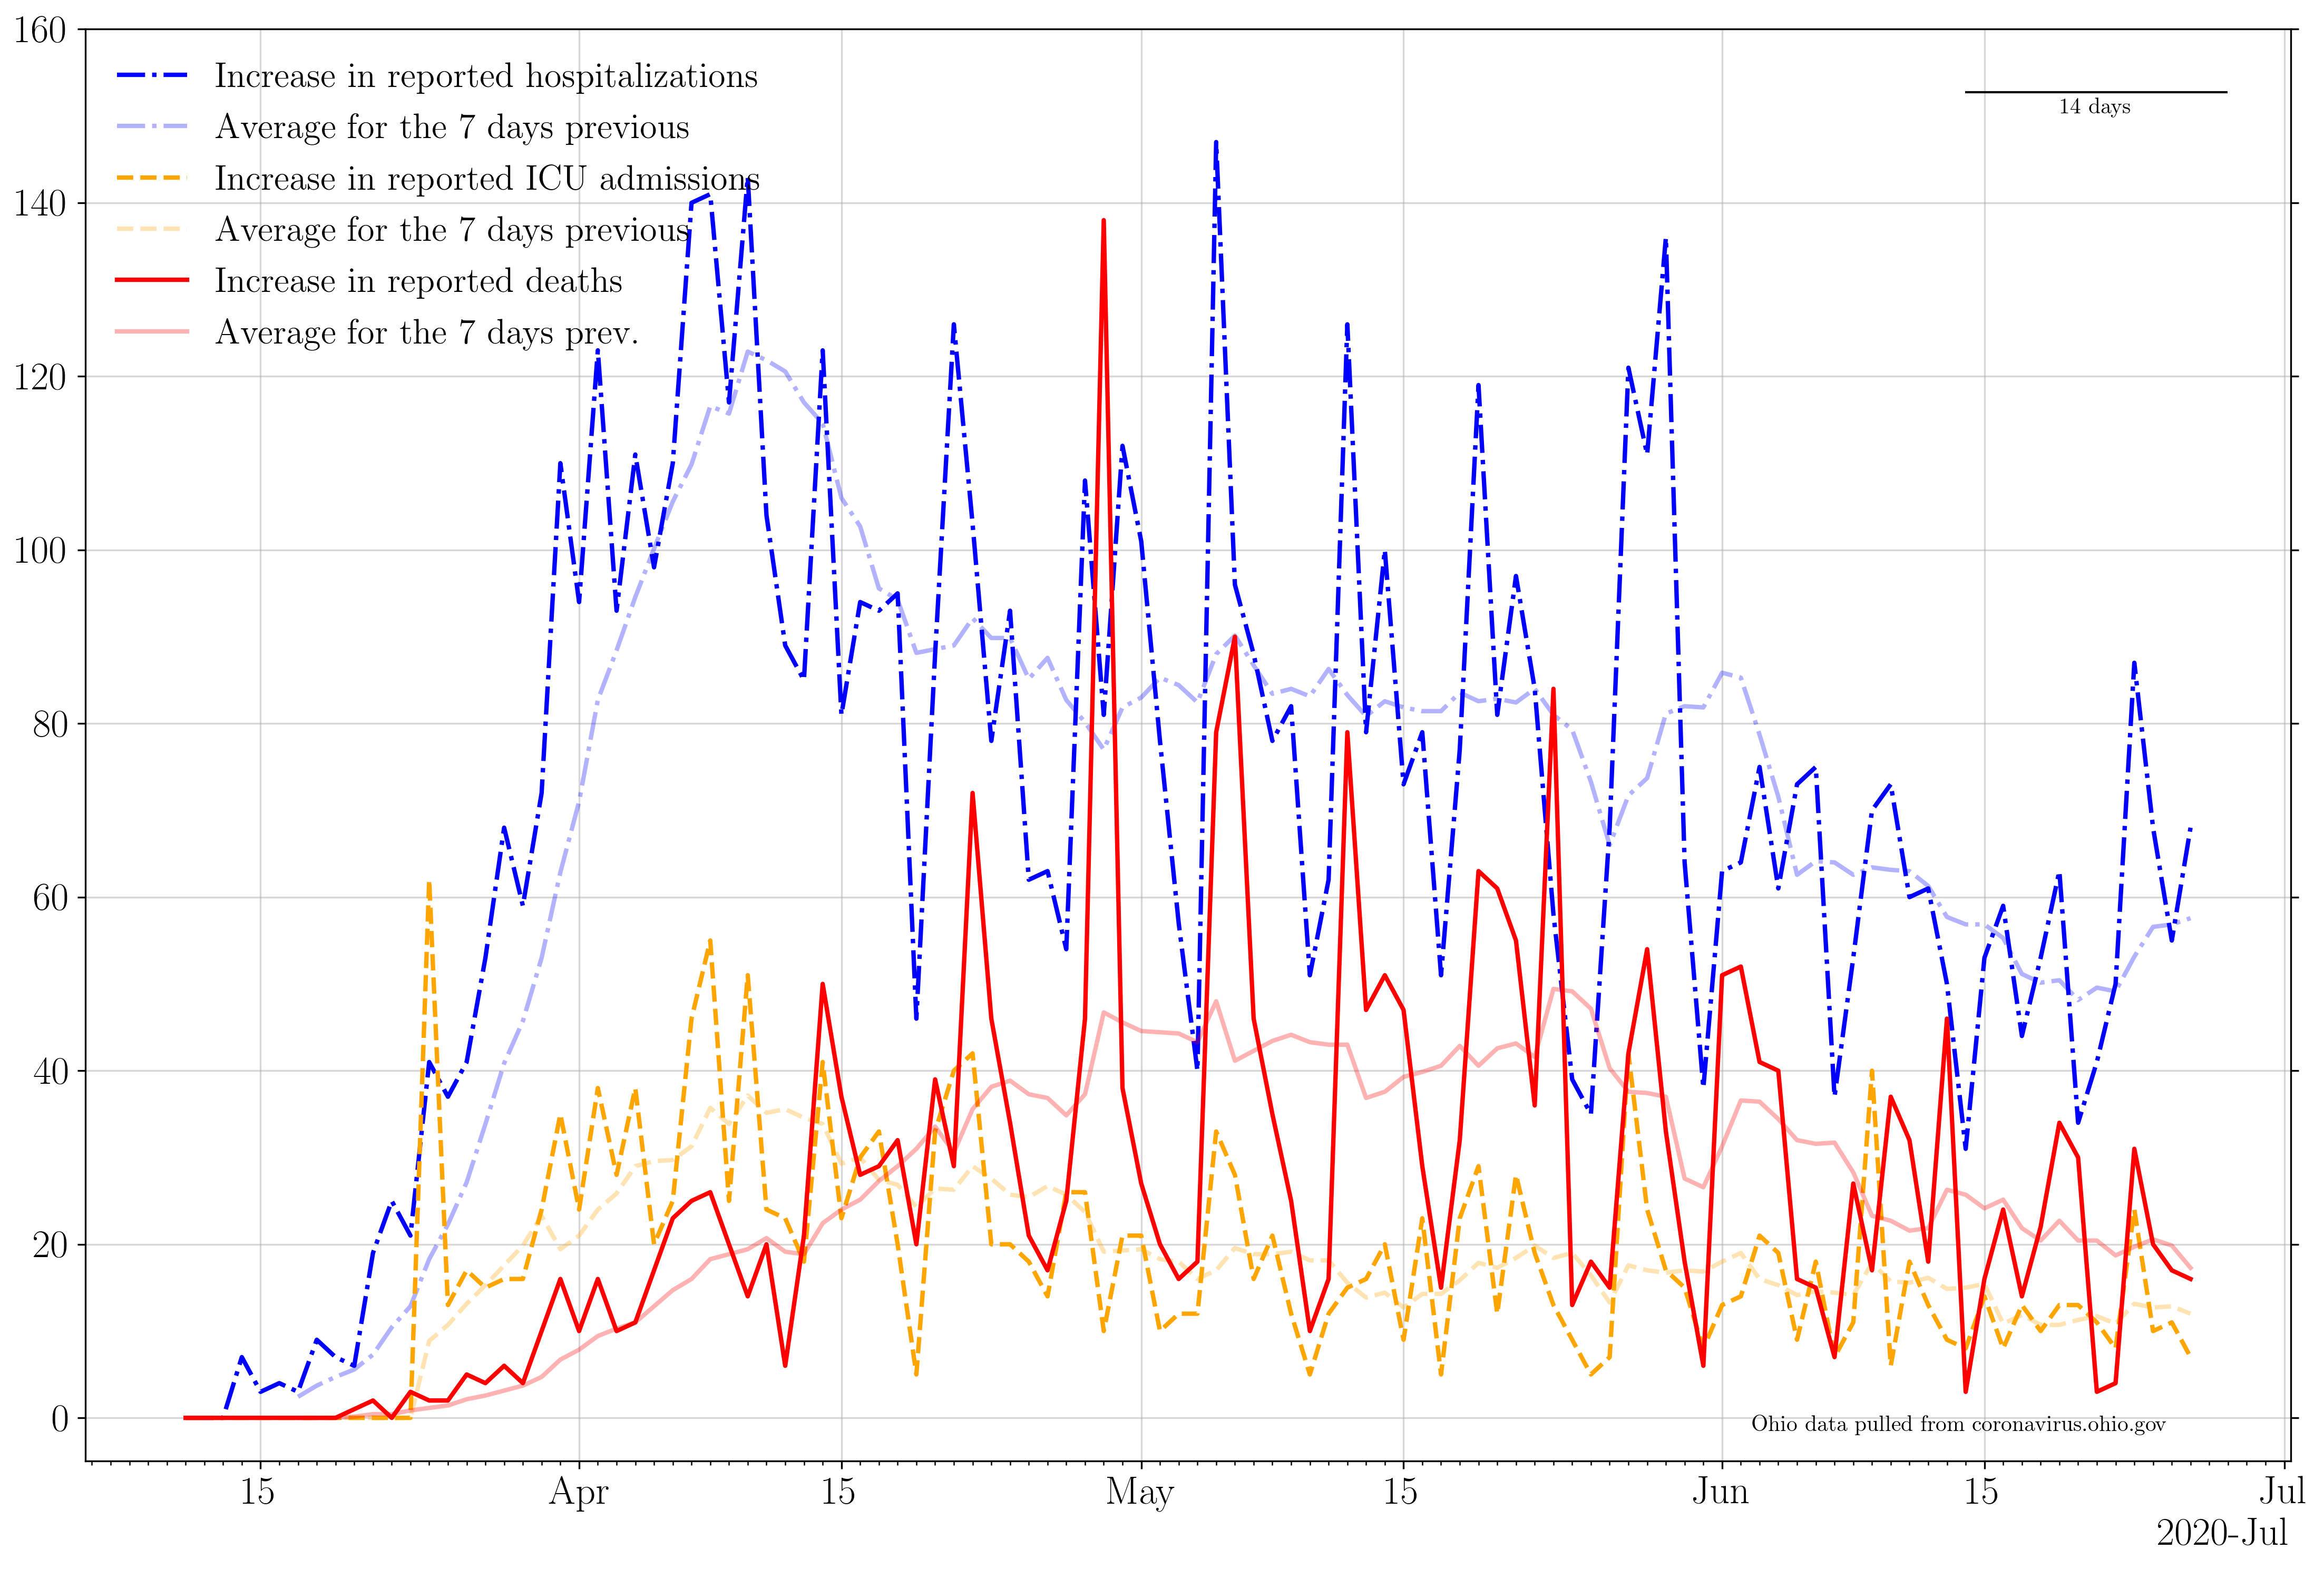 160
140
120
100
80
60
40
20
0
Increase in reported hospitalizations
Average for the 7 days previous
Increase in reported ICU admissions
Average for the 7 days previous
Increase in reported deaths
Average for the 7 days prev.
14 days
Ohio data pulled from coronavirus.ohio.gov
15 Apr 15 May 15 Jun 15 Jul
2020-Jul